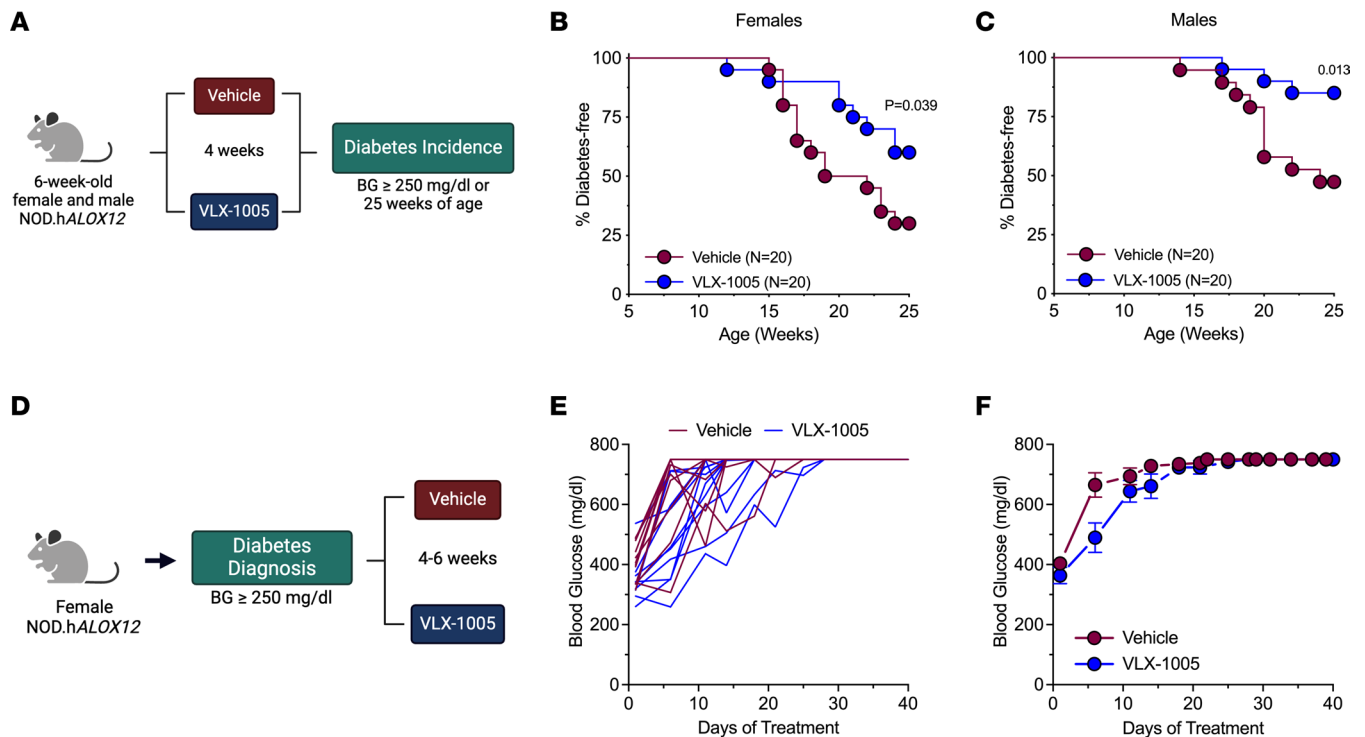 A
Vehicle
4 weeks
VLX-1005
6-week-old
female and male
NOD.hALOX12
Diabetes Incidence
BG ≥ 250 mg/dl or
25 weeks of age
B
Females
% Diabetes-free
100
75
50
25
0
P=0.039
Vehicle (N=20)
VLX-1005 (N=20)
5
10
15
20
25
Age (Weeks)
C
Males
% Diabetes-free
100
75
50
25
0
0.013
Vehicle (N=20)
VLX-1005 (N=20)
5
10
15
20
25
Age (Weeks)
D
Female
NOD.hALOX12
Diabetes
Diagnosis
BG ≥ 250 mg/dl
Vehicle
4-6 weeks
VLX-1005
E
Vehicle
VLX-1005
Blood Glucose (mg/dl)
800
600
400
200
0
0
10
20
30
40
Days of Treatment
F
Blood Glucose (mg/dl)
800
600
400
200
0
Vehicle
VLX-1005
0
10
20
30
40
Days of Treatment